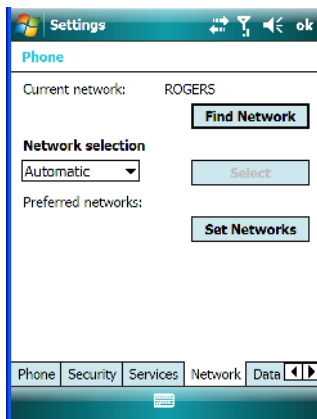 Settings ok
Phone
Current network: ROGERS
Find Network
Network selection
Automatic Select
Preferred networks:
Set Networks
Phone Security Services Network Data